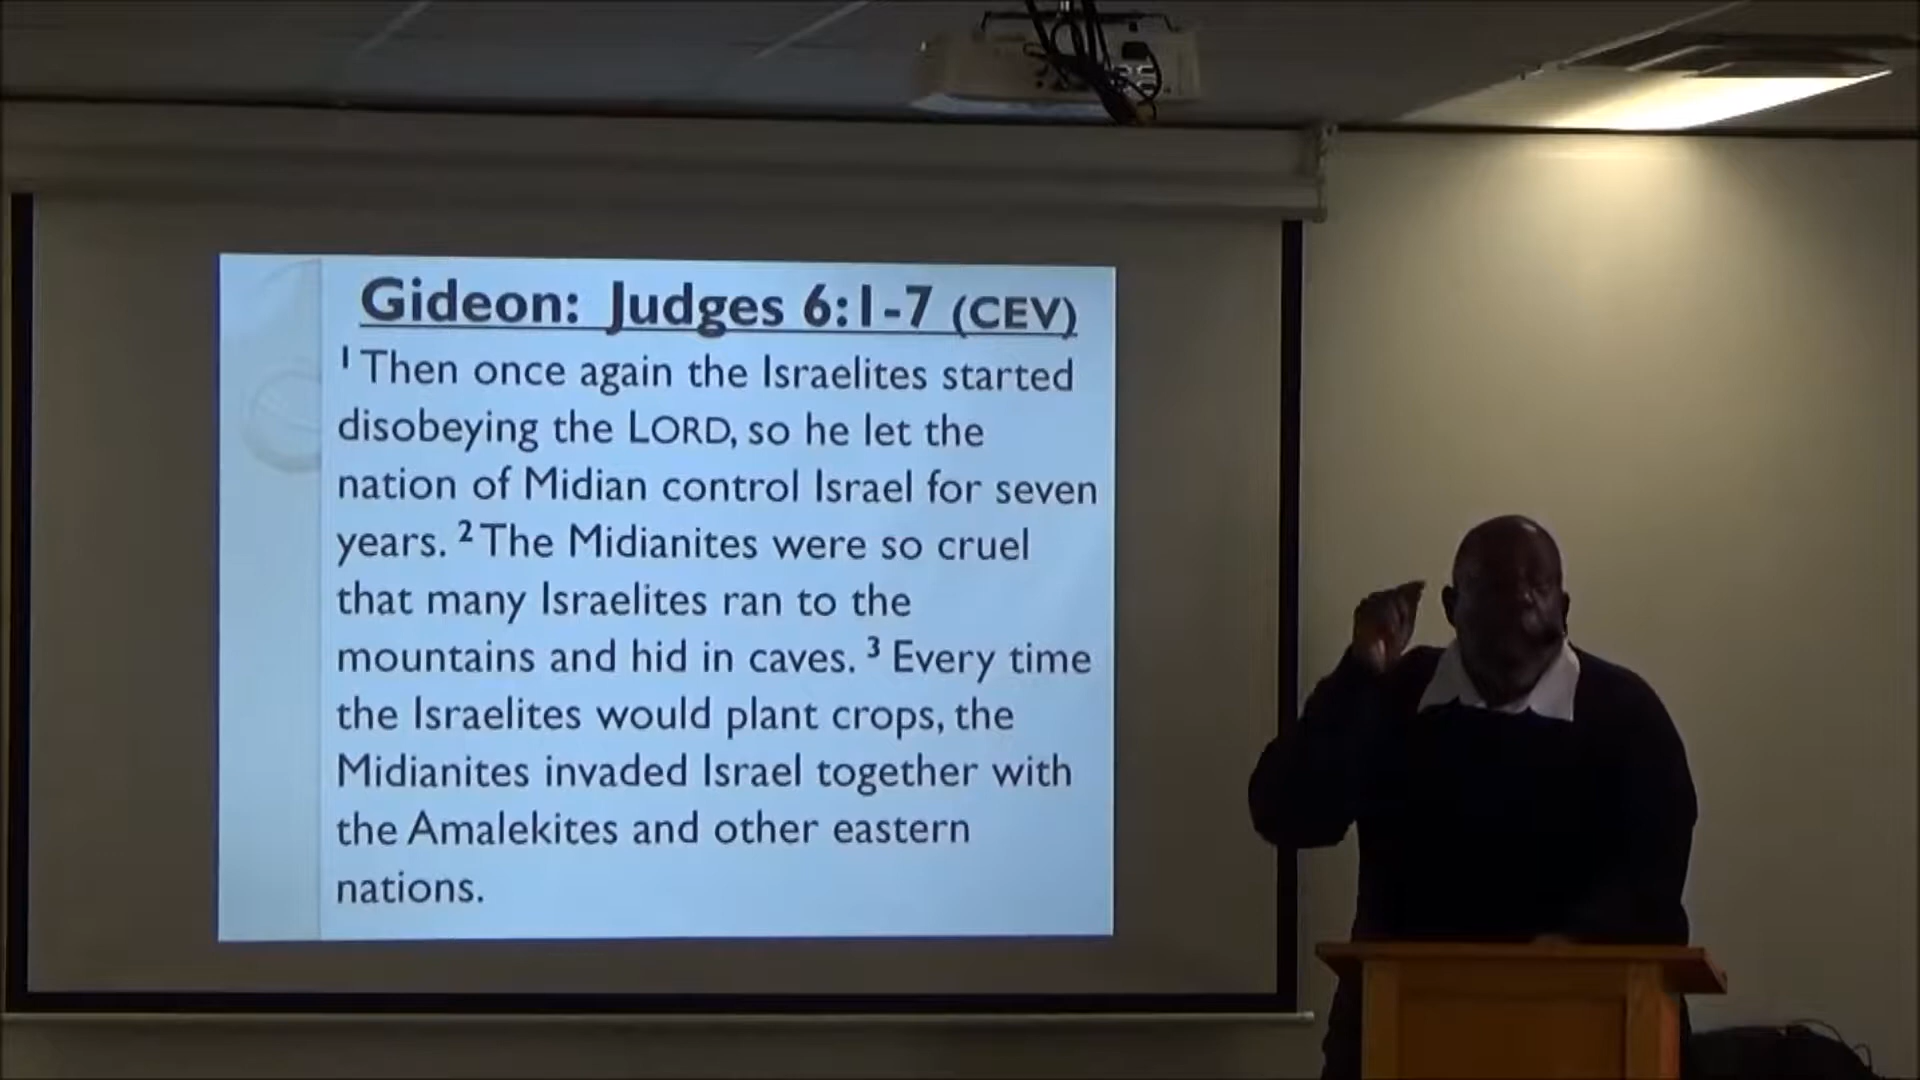 Gideon: Judges 6:1-7 (CEV)
1 Then once again the Israelites started
disobeying the LORD, so he let the
nation of Midian control Israel for seven
years. 2 The Midianites were so cruel
that many Israelites ran to the
mountains and hid in caves. 3 Every time
the Israelites would plant crops, the
Midianites invaded Israel together with
the Amalekites and other eastern
nations.